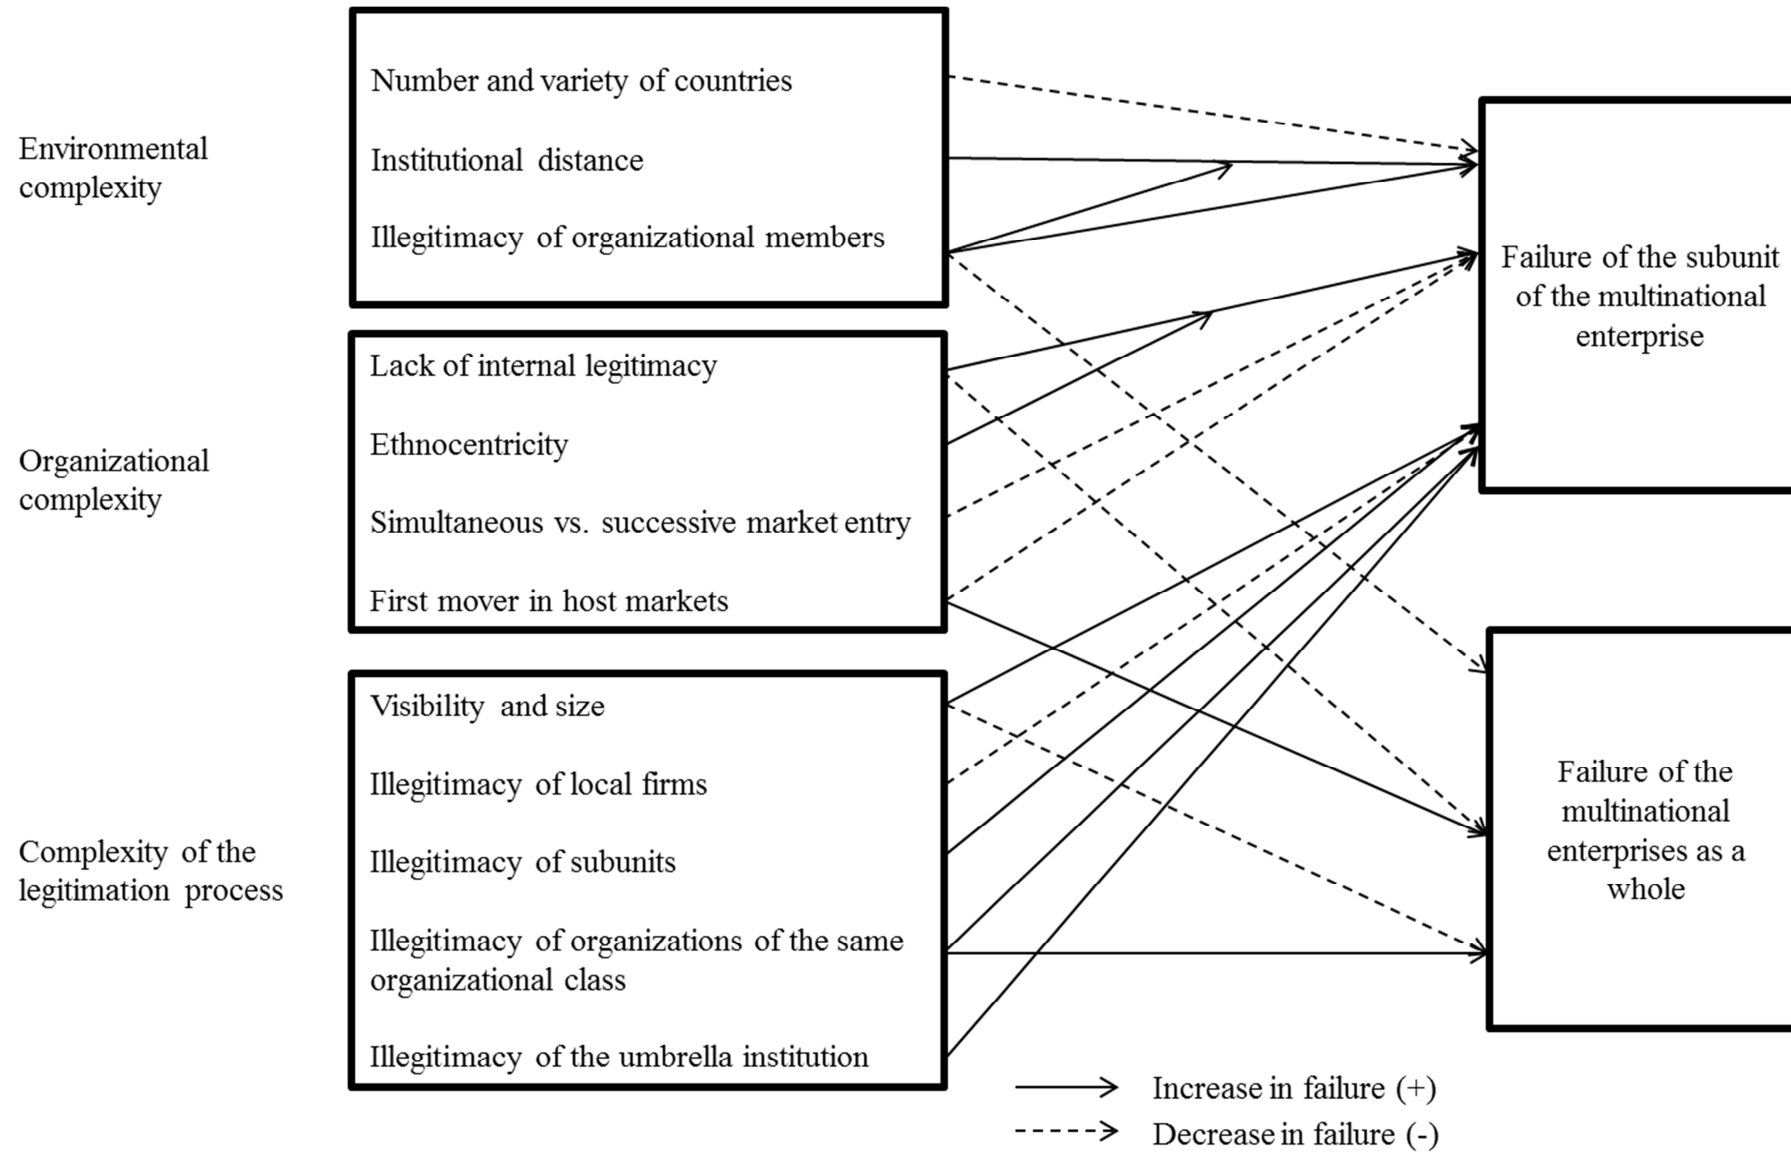 Environmental
complexity
Number and variety of countries
Institutional distance
Illegitimacy of organizational members
Organizational
complexity
Lack of internal legitimacy
Ethnocentricity
Simultaneous vs. successive market entry
First mover in host markets
Complexity of the
legitimation process
Visibility and size
Illegitimacy of local firms
Illegitimacy of subunits
Illegitimacy of organizations of the same
organizational class
Illegitimacy of the umbrella institution
Failure of the subunit
of the multinational
enterprise
Failure of the
multinational
enterprises as a
whole
Increase in failure (+)
Decrease in failure (-)